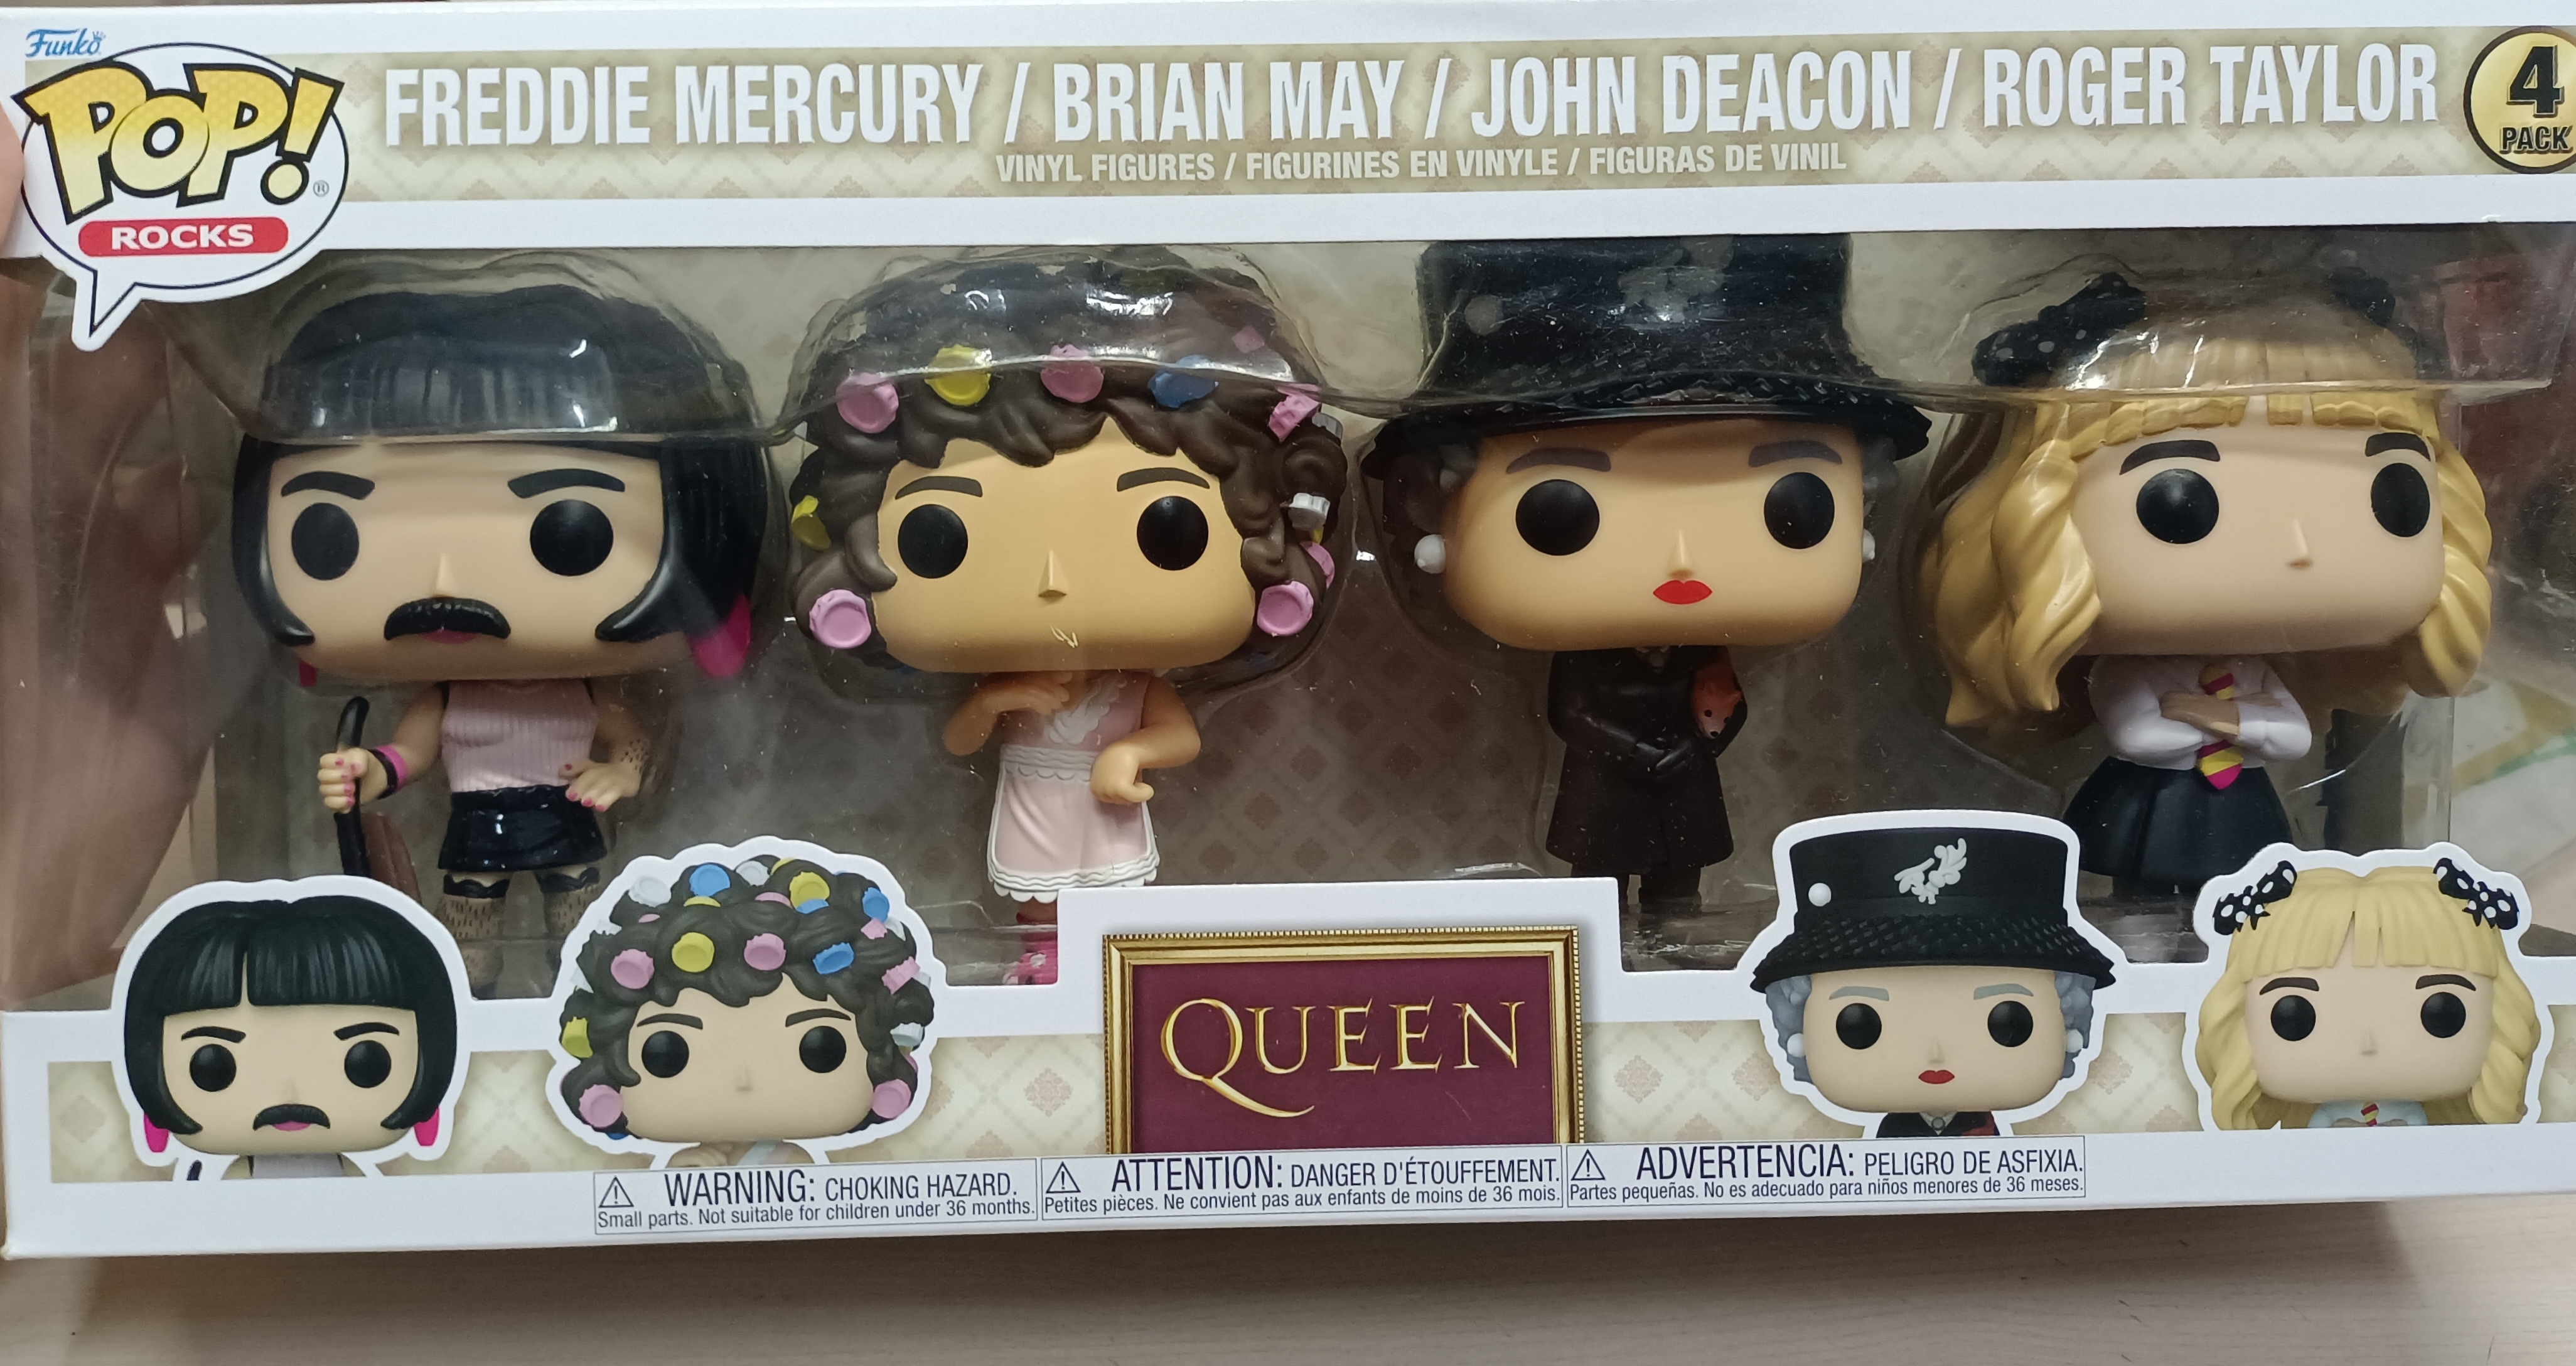 Funko
POP!®
ROCKS
FREDDIE MERCURY / BRIAN MAY / JOHN DEACON / ROGER TAYLOR
VINYL FIGURES / FIGURINES EN VINYLE / FIGURAS DE VINIL
4
PACK
QUEEN
WARNING: CHOKING HAZARD.
Small parts. Not suitable for children under 36 months.
ATTENTION: DANGER D'ÉTOUFFEMENT.
Petites pièces. Ne convient pas aux enfants de moins de 36 mois.
ADVERTENCIA: PELIGRO DE ASFIXIA.
Partes pequeñas. No es adecuado para niños menores de 36 meses.